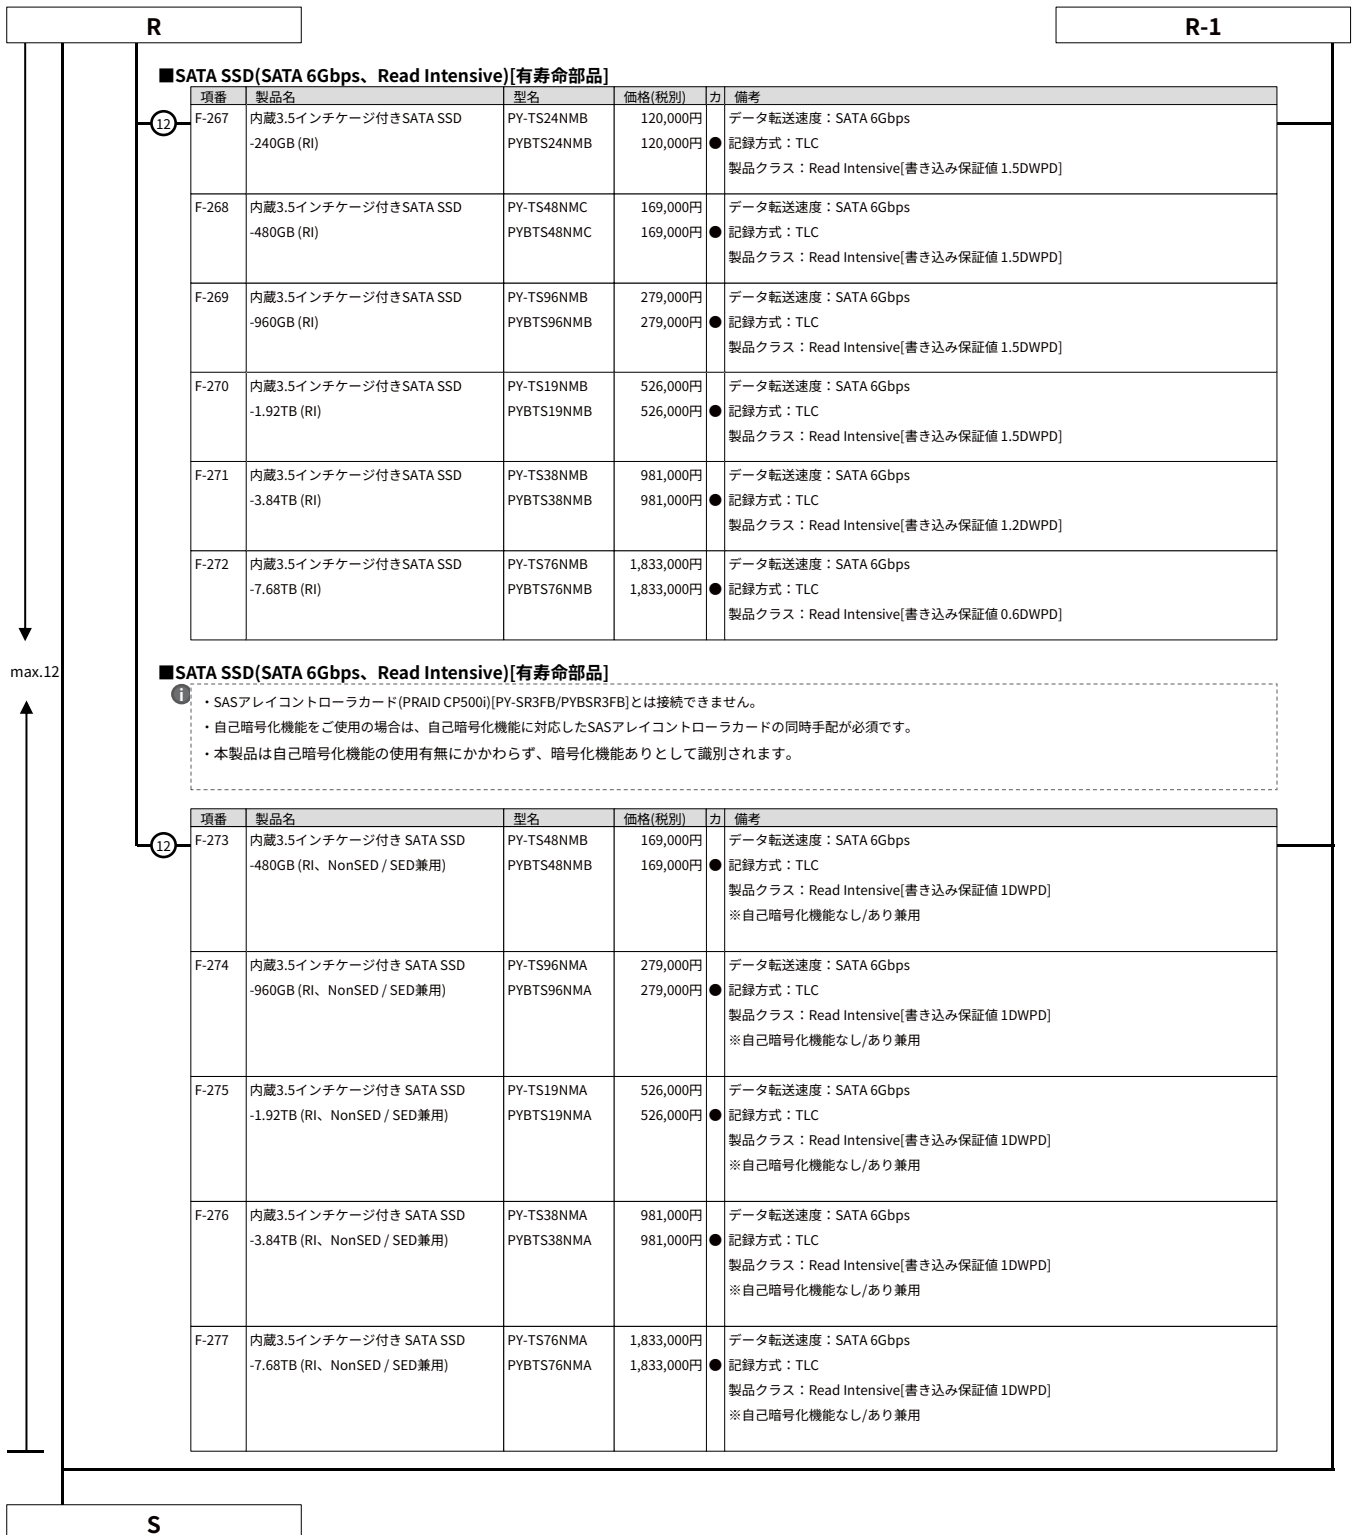 R
R-1
■SATA SSD(SATA 6Gbps、Read Intensive)[有寿命部品]
項番 製品名 型名 価格(税別) カ 備考
12 F-267 内蔵3.5インチケージ付きSATA SSD PY-TS24NMB 120,000円 データ転送速度：SATA 6Gbps
-240GB (RI) PYBTS24NMB 120,000円 ● 記録方式：TLC
製品クラス：Read Intensive[書き込み保証値 1.5DWPD]
F-268 内蔵3.5インチケージ付きSATA SSD PY-TS48NMC 169,000円 データ転送速度：SATA 6Gbps
-480GB (RI) PYBTS48NMC 169,000円 ● 記録方式：TLC
製品クラス：Read Intensive[書き込み保証値 1.5DWPD]
F-269 内蔵3.5インチケージ付きSATA SSD PY-TS96NMB 279,000円 データ転送速度：SATA 6Gbps
-960GB (RI) PYBTS96NMB 279,000円 ● 記録方式：TLC
製品クラス：Read Intensive[書き込み保証値 1.5DWPD]
F-270 内蔵3.5インチケージ付きSATA SSD PY-TS19NMB 526,000円 データ転送速度：SATA 6Gbps
-1.92TB (RI) PYBTS19NMB 526,000円 ● 記録方式：TLC
製品クラス：Read Intensive[書き込み保証値 1.5DWPD]
F-271 内蔵3.5インチケージ付きSATA SSD PY-TS38NMB 981,000円 データ転送速度：SATA 6Gbps
-3.84TB (RI) PYBTS38NMB 981,000円 ● 記録方式：TLC
製品クラス：Read Intensive[書き込み保証値 1.2DWPD]
F-272 内蔵3.5インチケージ付きSATA SSD PY-TS76NMB 1,833,000円 データ転送速度：SATA 6Gbps
-7.68TB (RI) PYBTS76NMB 1,833,000円 ● 記録方式：TLC
製品クラス：Read Intensive[書き込み保証値 0.6DWPD]
max.12
■SATA SSD(SATA 6Gbps、Read Intensive)[有寿命部品]
i ・SASアレイコントローラカード(PRAID CP500i)[PY-SR3FB/PYBSR3FB]とは接続できません。
・自己暗号化機能をご使用の場合は、自己暗号化機能に対応したSASアレイコントローラカードの同時手配が必須です。
・本製品は自己暗号化機能の使用有無にかかわらず、暗号化機能ありとして識別されます。
項番 製品名 型名 価格(税別) カ 備考
12 F-273 内蔵3.5インチケージ付き SATA SSD PY-TS48NMB 169,000円 データ転送速度：SATA 6Gbps
-480GB (RI、NonSED / SED兼用) PYBTS48NMB 169,000円 ● 記録方式：TLC
製品クラス：Read Intensive[書き込み保証値 1DWPD]
※自己暗号化機能なし/あり兼用
F-274 内蔵3.5インチケージ付き SATA SSD PY-TS96NMA 279,000円 データ転送速度：SATA 6Gbps
-960GB (RI、NonSED / SED兼用) PYBTS96NMA 279,000円 ● 記録方式：TLC
製品クラス：Read Intensive[書き込み保証値 1DWPD]
※自己暗号化機能なし/あり兼用
F-275 内蔵3.5インチケージ付き SATA SSD PY-TS19NMA 526,000円 データ転送速度：SATA 6Gbps
-1.92TB (RI、NonSED / SED兼用) PYBTS19NMA 526,000円 ● 記録方式：TLC
製品クラス：Read Intensive[書き込み保証値 1DWPD]
※自己暗号化機能なし/あり兼用
F-276 内蔵3.5インチケージ付き SATA SSD PY-TS38NMA 981,000円 データ転送速度：SATA 6Gbps
-3.84TB (RI、NonSED / SED兼用) PYBTS38NMA 981,000円 ● 記録方式：TLC
製品クラス：Read Intensive[書き込み保証値 1DWPD]
※自己暗号化機能なし/あり兼用
F-277 内蔵3.5インチケージ付き SATA SSD PY-TS76NMA 1,833,000円 データ転送速度：SATA 6Gbps
-7.68TB (RI、NonSED / SED兼用) PYBTS76NMA 1,833,000円 ● 記録方式：TLC
製品クラス：Read Intensive[書き込み保証値 1DWPD]
※自己暗号化機能なし/あり兼用
S